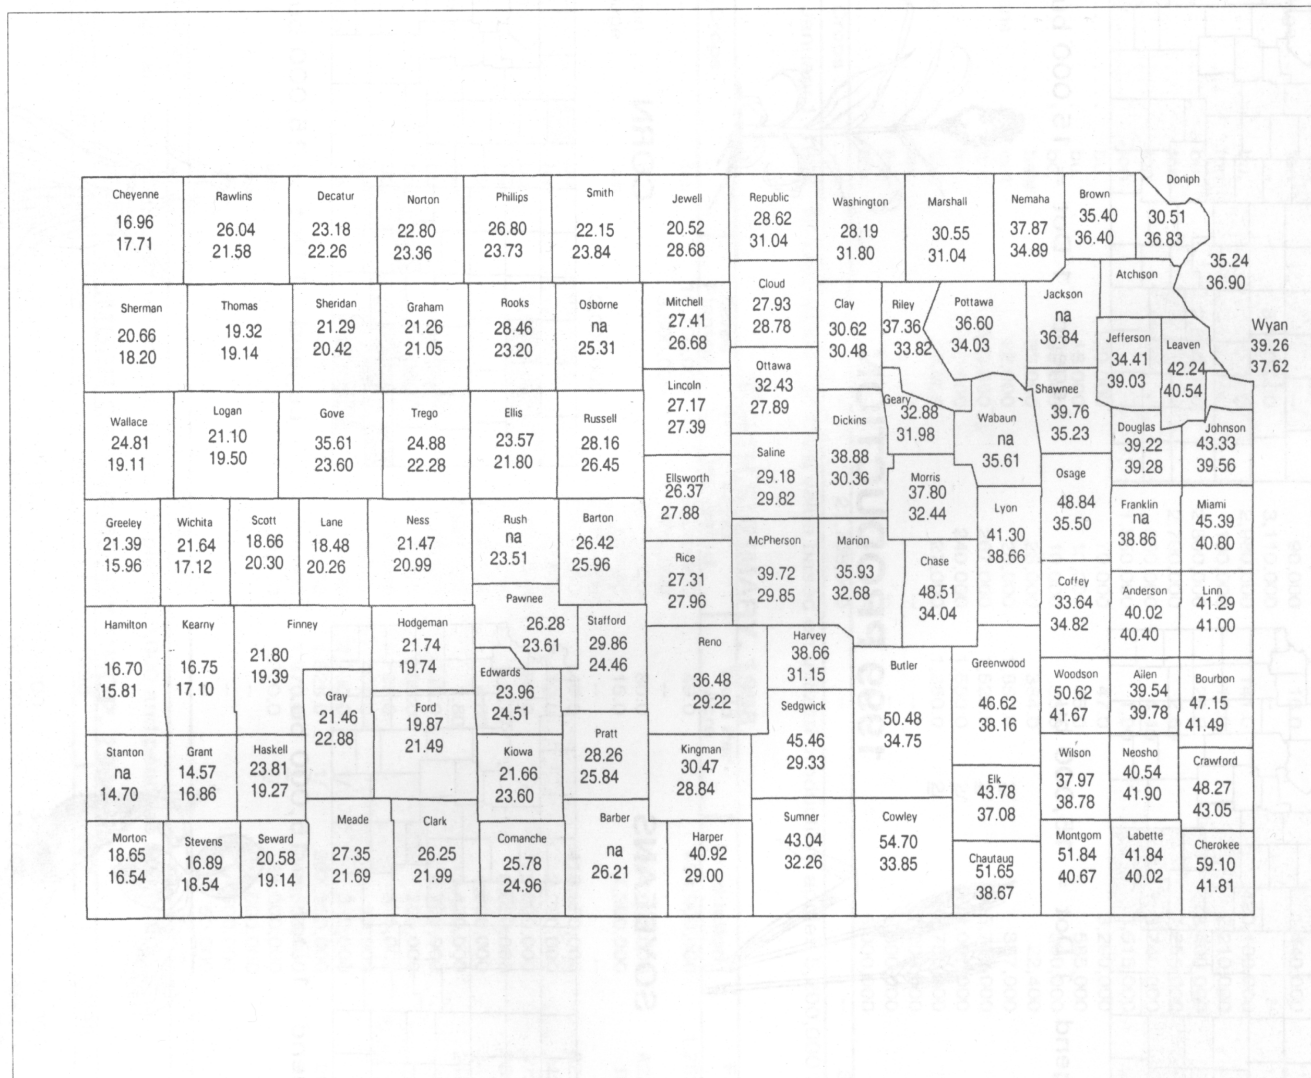 Cheyenne
16.96
17.71
Rawlins
26.04
21.58
Decatur
23.18
22.26
Norton
22.80
23.36
Phillips
26.80
23.73
Smith
22.15
23.84
Jewell
20.52
28.68
Republic
28.62
31.04
Washington
28.19
31.80
Marshall
30.55
31.04
Nemaha
37.87
34.89
Brown
35.40
36.40
Doniph
30.51
36.83
Atchison
35.24
36.90
Sherman
20.66
18.20
Thomas
19.32
19.14
Sheridan
21.29
20.42
Graham
21.26
21.05
Rooks
28.46
23.20
Osborne
na
25.31
Mitchell
27.41
26.68
Cloud
27.93
28.78
Clay
30.62
30.48
Riley
37.36
33.82
Pottawa
36.60
34.03
Jackson
na
36.84
Jefferson
34.41
39.03
Leaven
42.24
40.54
Wyan
39.26
37.62
Ottawa
32.43
27.89
Lincoln
27.17
27.39
Wallace
24.81
19.11
Logan
21.10
19.50
Gove
35.61
23.60
Trego
24.88
22.28
Ellis
23.57
21.80
Russell
28.16
26.45
Saline
29.18
29.82
Dickins
38.88
30.36
Geary
32.88
31.98
Wabaun
na
35.61
Shawnee
39.76
35.23
Douglas
39.22
39.28
Johnson
43.33
39.56
Ellsworth
26.37
27.88
Morris
37.80
32.44
Osage
48.84
35.50
Greeley
21.39
15.96
Wichita
21.64
17.12
Scott
18.66
20.30
Lane
18.48
20.26
Ness
21.47
20.99
Rush
na
23.51
Barton
26.42
25.96
Rice
27.31
27.96
McPherson
39.72
29.85
Marion
35.93
32.68
Chase
48.51
34.04
Lyon
41.30
38.66
Franklin
na
38.86
Miami
45.39
40.80
Coffey
33.64
34.82
Anderson
40.02
40.40
Linn
41.29
41.00
Hamilton
16.70
15.81
Kearny
16.75
17.10
Finney
21.80
19.39
Hodgeman
21.74
19.74
Pawnee
26.28
23.61
Stafford
29.86
24.46
Reno
36.48
29.22
Harvey
38.66
31.15
Butler
50.48
34.75
Greenwood
46.62
38.16
Woodson
50.62
41.67
Allen
39.54
39.78
Bourbon
47.15
41.49
Gray
21.46
22.88
Ford
19.87
21.49
Edwards
23.96
24.51
Sedgwick
45.46
29.33
Stanton
na
14.70
Grant
14.57
16.86
Haskell
23.81
19.27
Kiowa
21.66
23.60
Pratt
28.26
25.84
Kingman
30.47
28.84
Elk
43.78
37.08
Wilson
37.97
38.78
Neosho
40.54
41.90
Crawford
48.27
43.05
Morton
18.65
16.54
Stevens
16.89
18.54
Seward
20.58
19.14
Meade
27.35
21.69
Clark
26.25
21.99
Comanche
25.78
24.96
Barber
na
26.21
Harper
40.92
29.00
Sumner
43.04
32.26
Cowley
54.70
33.85
Chautaug
51.65
38.67
Montgom
51.84
40.67
Labette
41.84
40.02
Cherokee
59.10
41.81